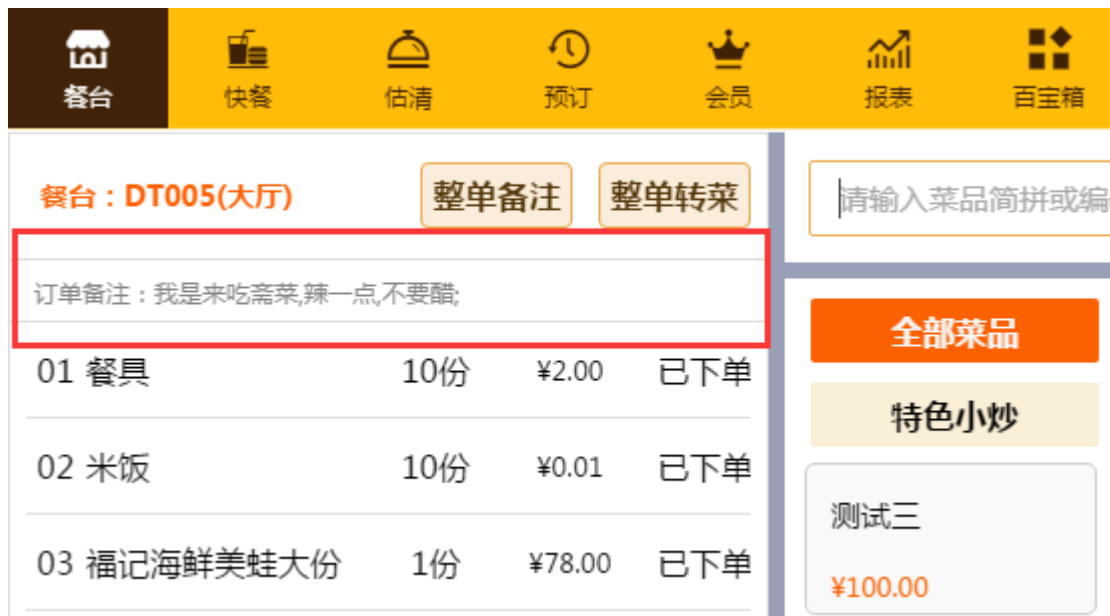 餐台 快餐 估清 预订 会员 报表 百宝箱
餐台：DT005(大厅) 整单备注 整单转菜
请输入菜品简拼或编
订单备注：我是来吃斋菜,辣一点,不要醋;
01 餐具 10份 ¥2.00 已下单
02 米饭 10份 ¥0.01 已下单
03 福记海鲜美蛙大份 1份 ¥78.00 已下单
全部菜品
特色小炒
测试三
¥100.00